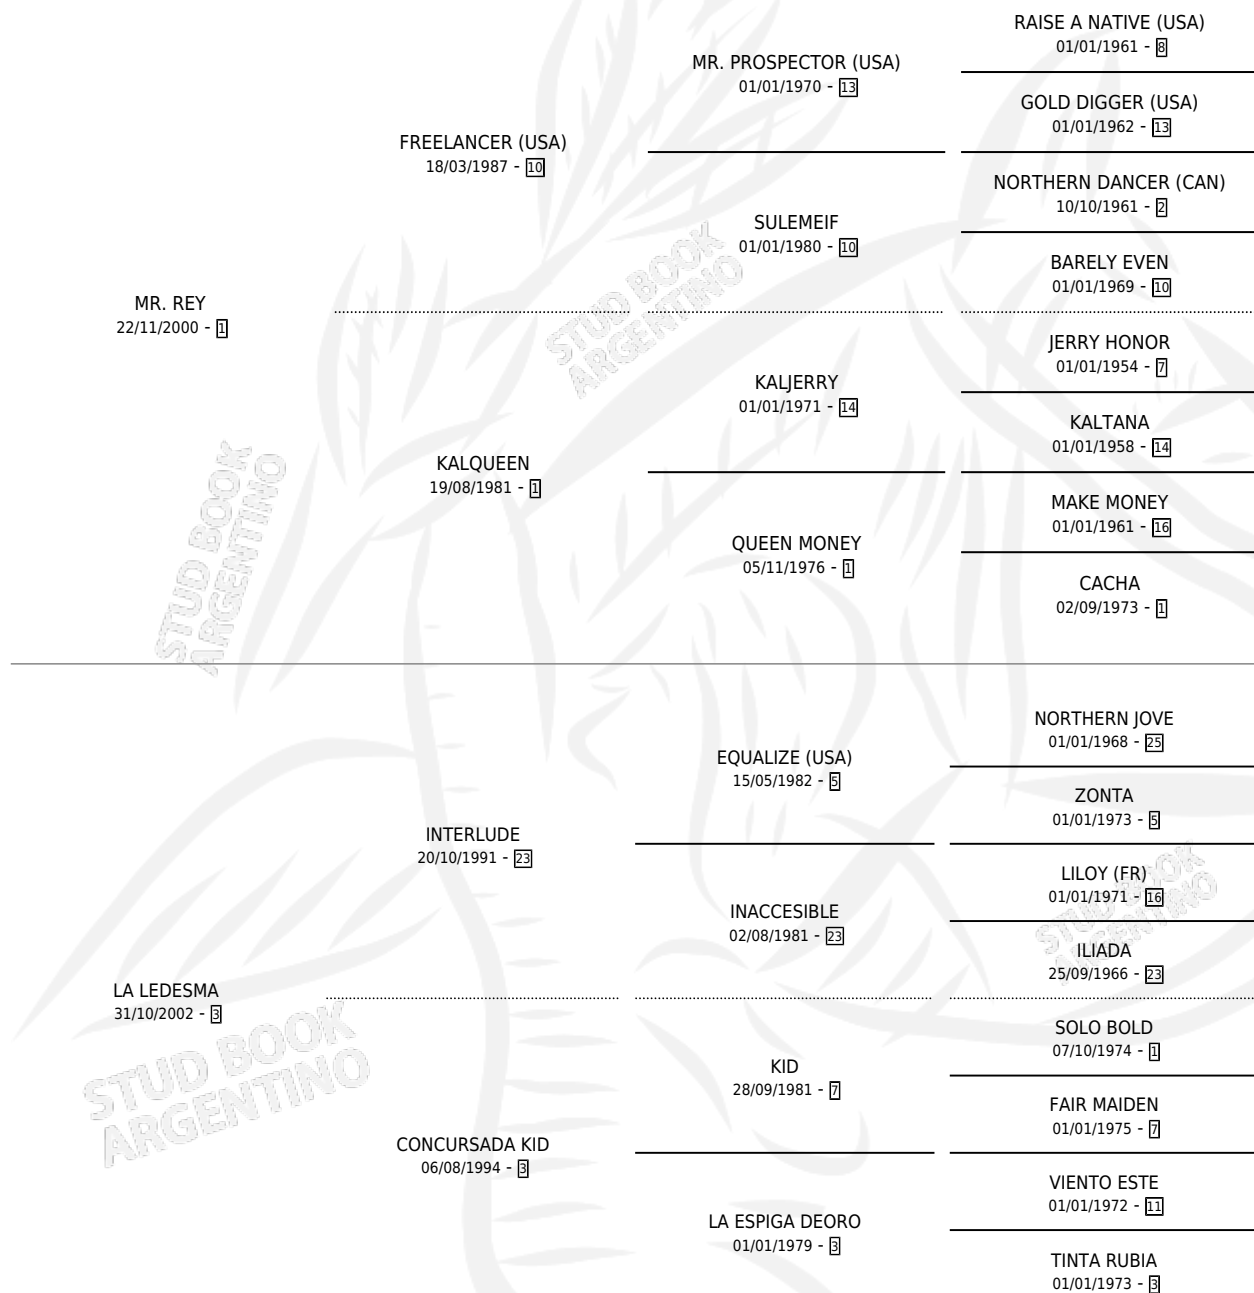 RAISE A NATIVE (USA)
01/01/1961 - 8
MR. PROSPECTOR (USA)
01/01/1970 - 13
GOLD DIGGER (USA)
01/01/1962 - 13
FREELANCER (USA)
18/03/1987 - 10
NORTHERN DANCER (CAN)
10/10/1961 - 2
SULEMEIF
01/01/1980 - 10
BARELY EVEN
01/01/1969 - 10
MR. REY
22/11/2000 - 1
JERRY HONOR
01/01/1954 - 7
KALJERRY
01/01/1971 - 14
KALTANA
01/01/1958 - 14
KALQUEEN
19/08/1981 - 1
MAKE MONEY
01/01/1961 - 16
QUEEN MONEY
05/11/1976 - 1
CACHA
02/09/1973 - 1
NORTHERN JOVE
01/01/1968 - 25
EQUALIZE (USA)
15/05/1982 - 5
ZONTA
01/01/1973 - 5
INTERLUDE
20/10/1991 - 23
LILOY (FR)
01/01/1971 - 16
INACCESIBLE
02/08/1981 - 23
ILIADA
25/09/1966 - 23
LA LEDESMA
31/10/2002 - 3
SOLO BOLD
07/10/1974 - 1
KID
28/09/1981 - 7
FAIR MAIDEN
01/01/1975 - 7
CONCURSADA KID
06/08/1994 - 3
VIENTO ESTE
01/01/1972 - 11
LA ESPIGA DEORO
01/01/1979 - 3
TINTA RUBIA
01/01/1973 - 3
STUD BOOK
ARGENTINO
STUD BOOK
ARGENTINO
STUD BOOK
ARGENTINO
STUD BOOK
ARGENTINO